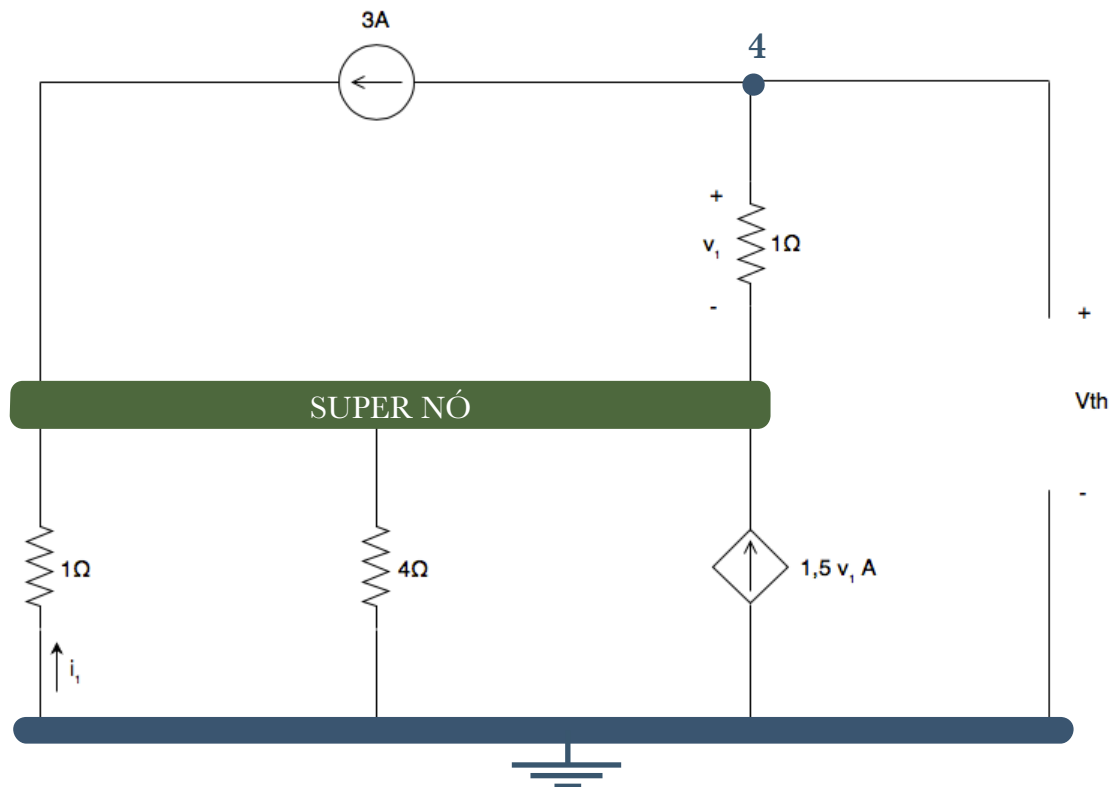 3A
4
+
v₁ 1Ω
-
+
SUPER NÓ
Vth
-
1Ω
4Ω
1,5 v₁ A
i₁